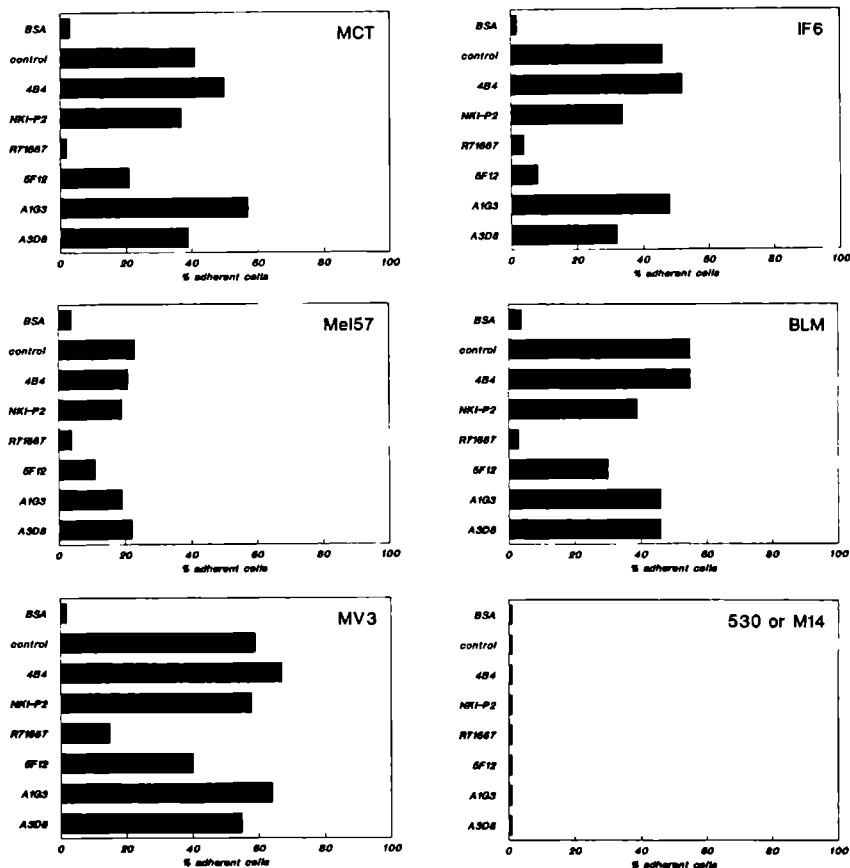 MCT
BSA
control
4B4
NKI-P2
R71667
6F12
A1G3
A3D8
0 20 40 60 80 100
% adherent cells
IF6
BSA
control
4B4
NKI-P2
R71667
6F12
A1G3
A3D8
0 20 40 60 80 100
% adherent cells
Mel57
BSA
control
4B4
NKI-P2
R71667
6F12
A1G3
A3D8
0 20 40 60 80 100
% adherent cells
BLM
BSA
control
4B4
NKI-P2
R71667
6F12
A1G3
A3D8
0 20 40 60 80 100
% adherent cells
MV3
BSA
control
4B4
NKI-P2
R71667
6F12
A1G3
A3D8
0 20 40 60 80 100
% adherent cells
530 or M14
BSA
control
4B4
NKI-P2
R71667
6F12
A1G3
A3D8
0 20 40 60 80 100
% adherent cells